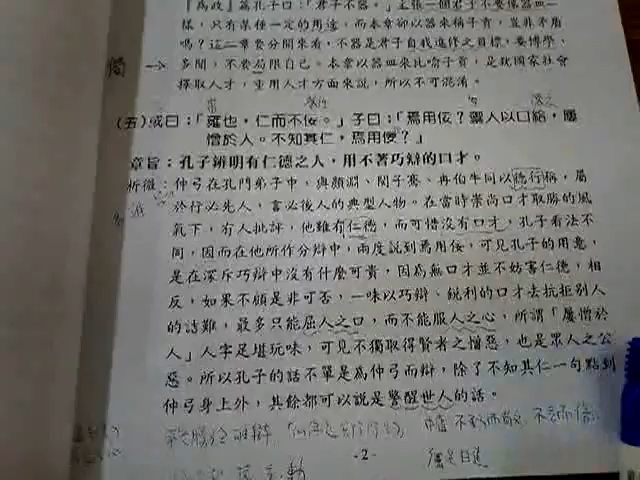 『為政』篇孔子曰：「君子不器。」主張一個君子不要像器皿一
樣，只有某種一定的用途，而本章卻以器來稱子貢，豈非矛盾
嗎？這二章要分開來看，不器是君子自我進修之目標，要博學、
多聞，不要局限自己。本章以器皿來比喻子貢，是就國家社會
擇取人才，重用人才方面來說，所以不可混淆。
(五)或曰：「雍也，仁而不佞。」子曰：「焉用佞？禦人以口給，屢
憎於人。不知其仁，焉用佞？」
章旨：孔子辨明有仁德之人，用不著巧辯的口才。
析微：仲弓在孔門弟子中，與顏淵、閔子騫、冉伯牛同以德行稱，屬
於行必先人，言必後人的典型人物。在當時崇尚口才取勝的風
氣下，有人批評，他雖有仁德，而可惜沒有口才，孔子看法不
同，因而在他所作分辯中，兩度說到焉用佞，可見孔子的用意，
是在深斥巧辯中沒有什麼可貴，因為無口才並不妨害仁德，相
反，如果不顧是非可否，一味以巧辯、銳利的口才去抗拒別人
的詰難，最多只能屈人之口，而不能服人之心，所謂「屢憎於
人」人字足堪玩味，可見不獨取得賢者之憎惡，也是眾人之公
惡。所以孔子的話不單是為仲弓而辯，除了不知其仁一句點到
仲弓身上外，其餘都可以說是警醒世人的話。
-2-